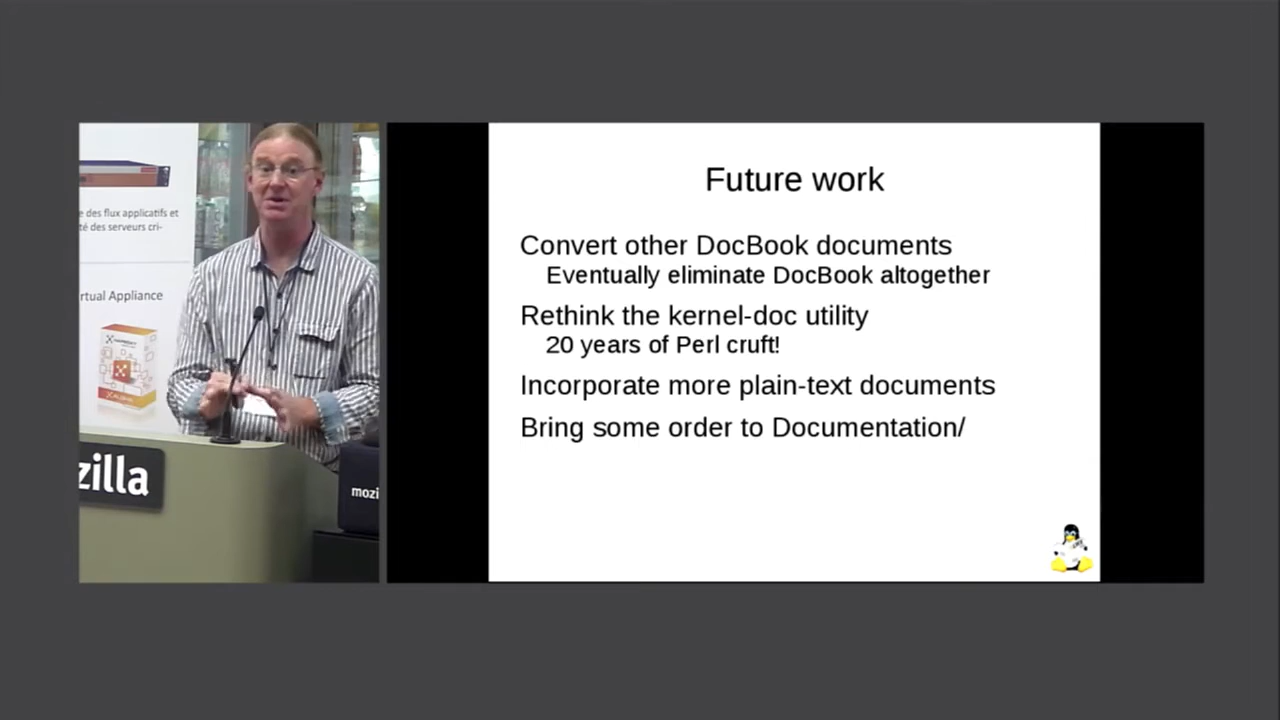 e des flux applicatifs et
té des serveurs cri-
rtual Appliance
zilla
mozi
Future work
Convert other DocBook documents
Eventually eliminate DocBook altogether
Rethink the kernel-doc utility
20 years of Perl cruft!
Incorporate more plain-text documents
Bring some order to Documentation/